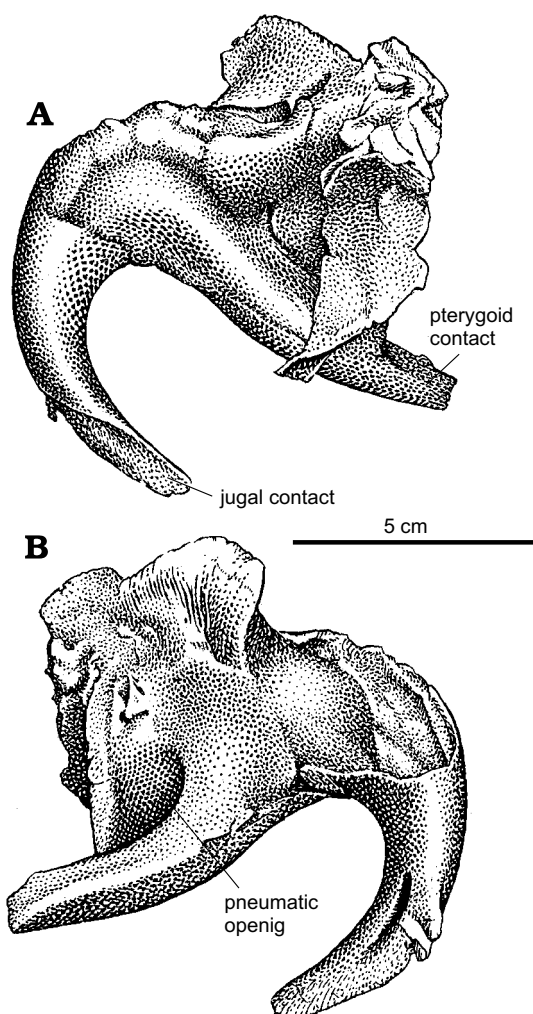 A
pterygoid
contact
jugal contact
5 cm
B
pneumatic
openig